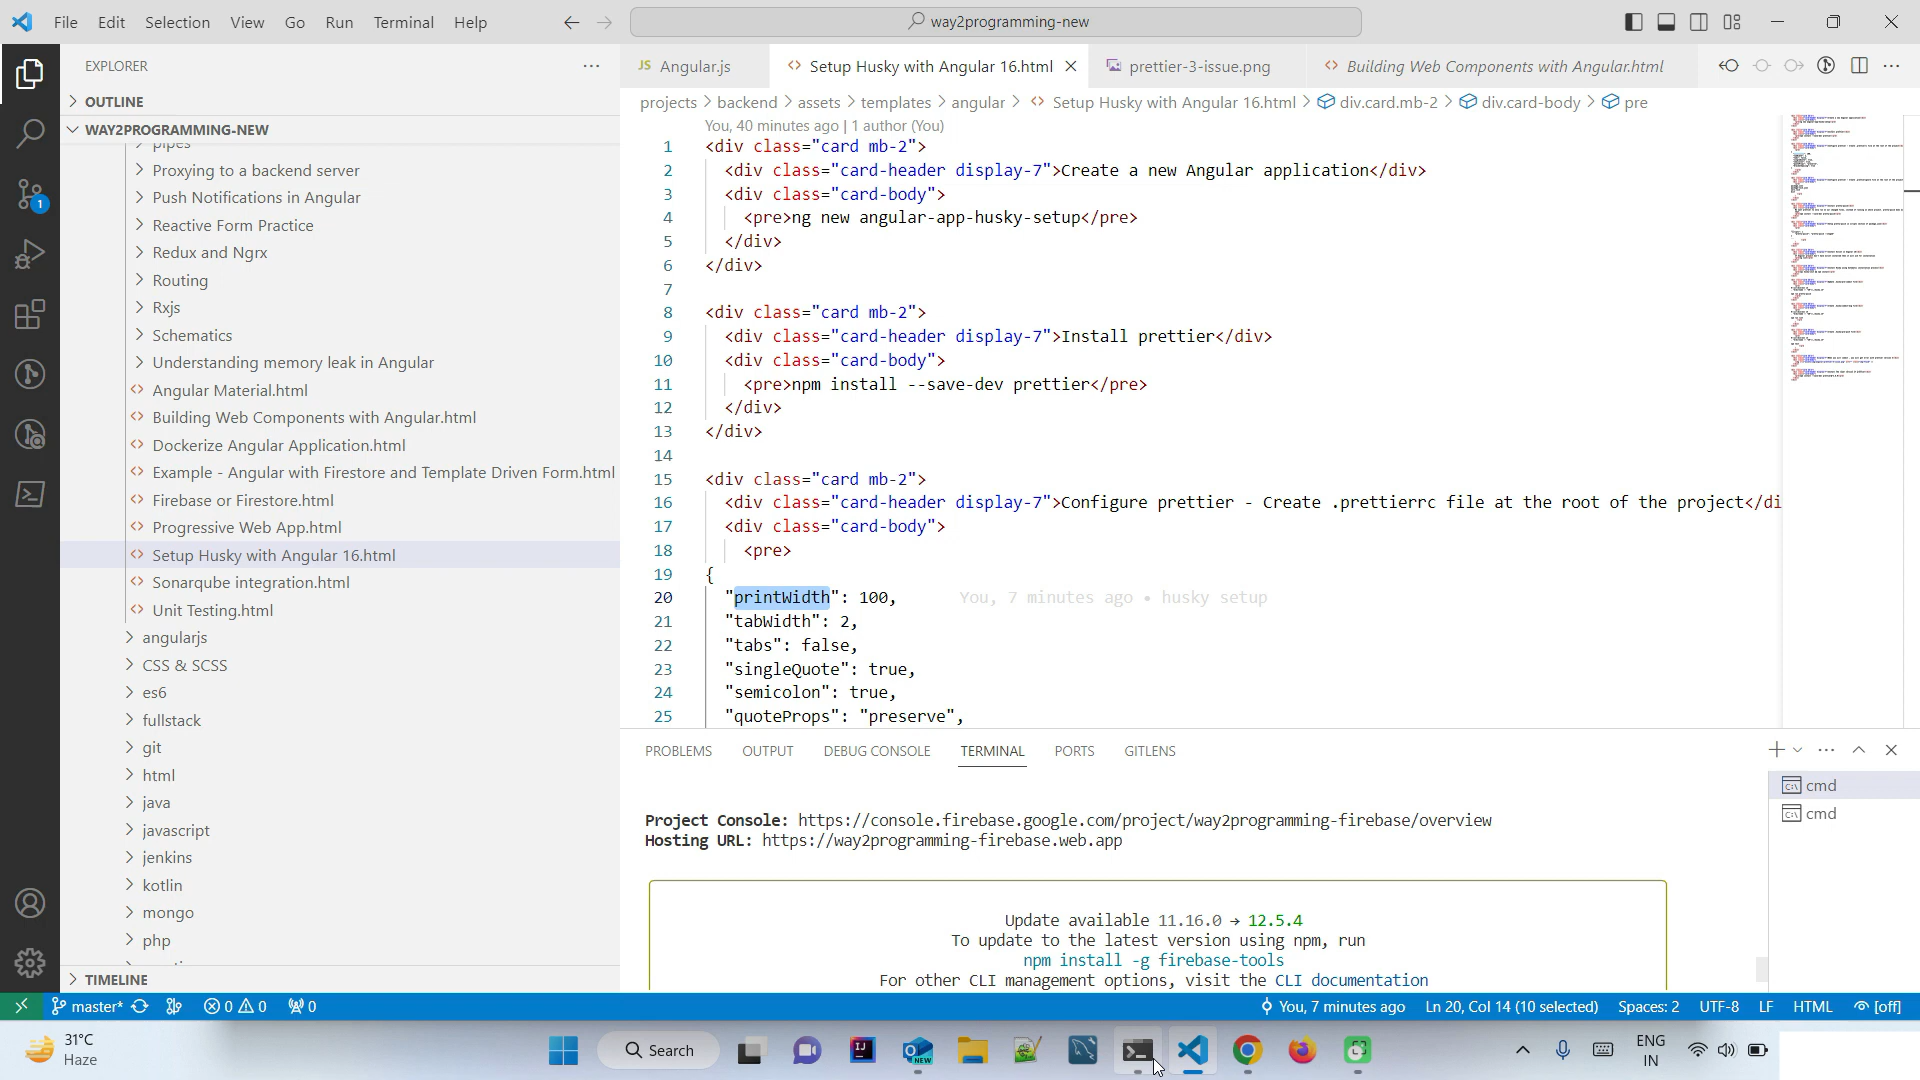 File Edit Selection View Go Run Terminal Help
way2programming-new
EXPLORER
OUTLINE
WAY2PROGRAMMING-NEW
pipes
Proxying to a backend server
Push Notifications in Angular
Reactive Form Practice
Redux and Ngrx
Routing
Rxjs
Schematics
Understanding memory leak in Angular
Angular Material.html
Building Web Components with Angular.html
Dockerize Angular Application.html
Example - Angular with Firestore and Template Driven Form.html
Firebase or Firestore.html
Progressive Web App.html
Setup Husky with Angular 16.html
Sonarqube integration.html
Unit Testing.html
angularjs
CSS & SCSS
es6
fullstack
git
html
java
javascript
jenkins
kotlin
mongo
php
TIMELINE
1
JS Angular.js
Setup Husky with Angular 16.html
prettier-3-issue.png
Building Web Components with Angular.html
projects > backend > assets > templates > angular > Setup Husky with Angular 16.html > div.card.mb-2 > div.card-body > pre
You, 40 minutes ago | 1 author (You)
1 <div class="card mb-2">
2 <div class="card-header display-7">Create a new Angular application</div>
3 <div class="card-body">
4 <pre>ng new angular-app-husky-setup</pre>
5 </div>
6 </div>
7
8 <div class="card mb-2">
9 <div class="card-header display-7">Install prettier</div>
10 <div class="card-body">
11 <pre>npm install --save-dev prettier</pre>
12 </div>
13 </div>
14
15 <div class="card mb-2">
16 <div class="card-header display-7">Configure prettier - Create .prettierrc file at the root of the project</di
17 <div class="card-body">
18 <pre>
19 {
20 "printWidth": 100, You, 7 minutes ago • husky setup
21 "tabWidth": 2,
22 "tabs": false,
23 "singleQuote": true,
24 "semicolon": true,
25 "quoteProps": "preserve",
PROBLEMS OUTPUT DEBUG CONSOLE TERMINAL PORTS GITLENS
cmd
cmd
Project Console: https://console.firebase.google.com/project/way2programming-firebase/overview
Hosting URL: https://way2programming-firebase.web.app
Update available 11.16.0 → 12.5.4
To update to the latest version using npm, run
npm install -g firebase-tools
For other CLI management options, visit the CLI documentation
master* 0 0 0 You, 7 minutes ago Ln 20, Col 14 (10 selected) Spaces: 2 UTF-8 LF HTML [off]
31°C
Haze
Search
NEW
ENG
IN